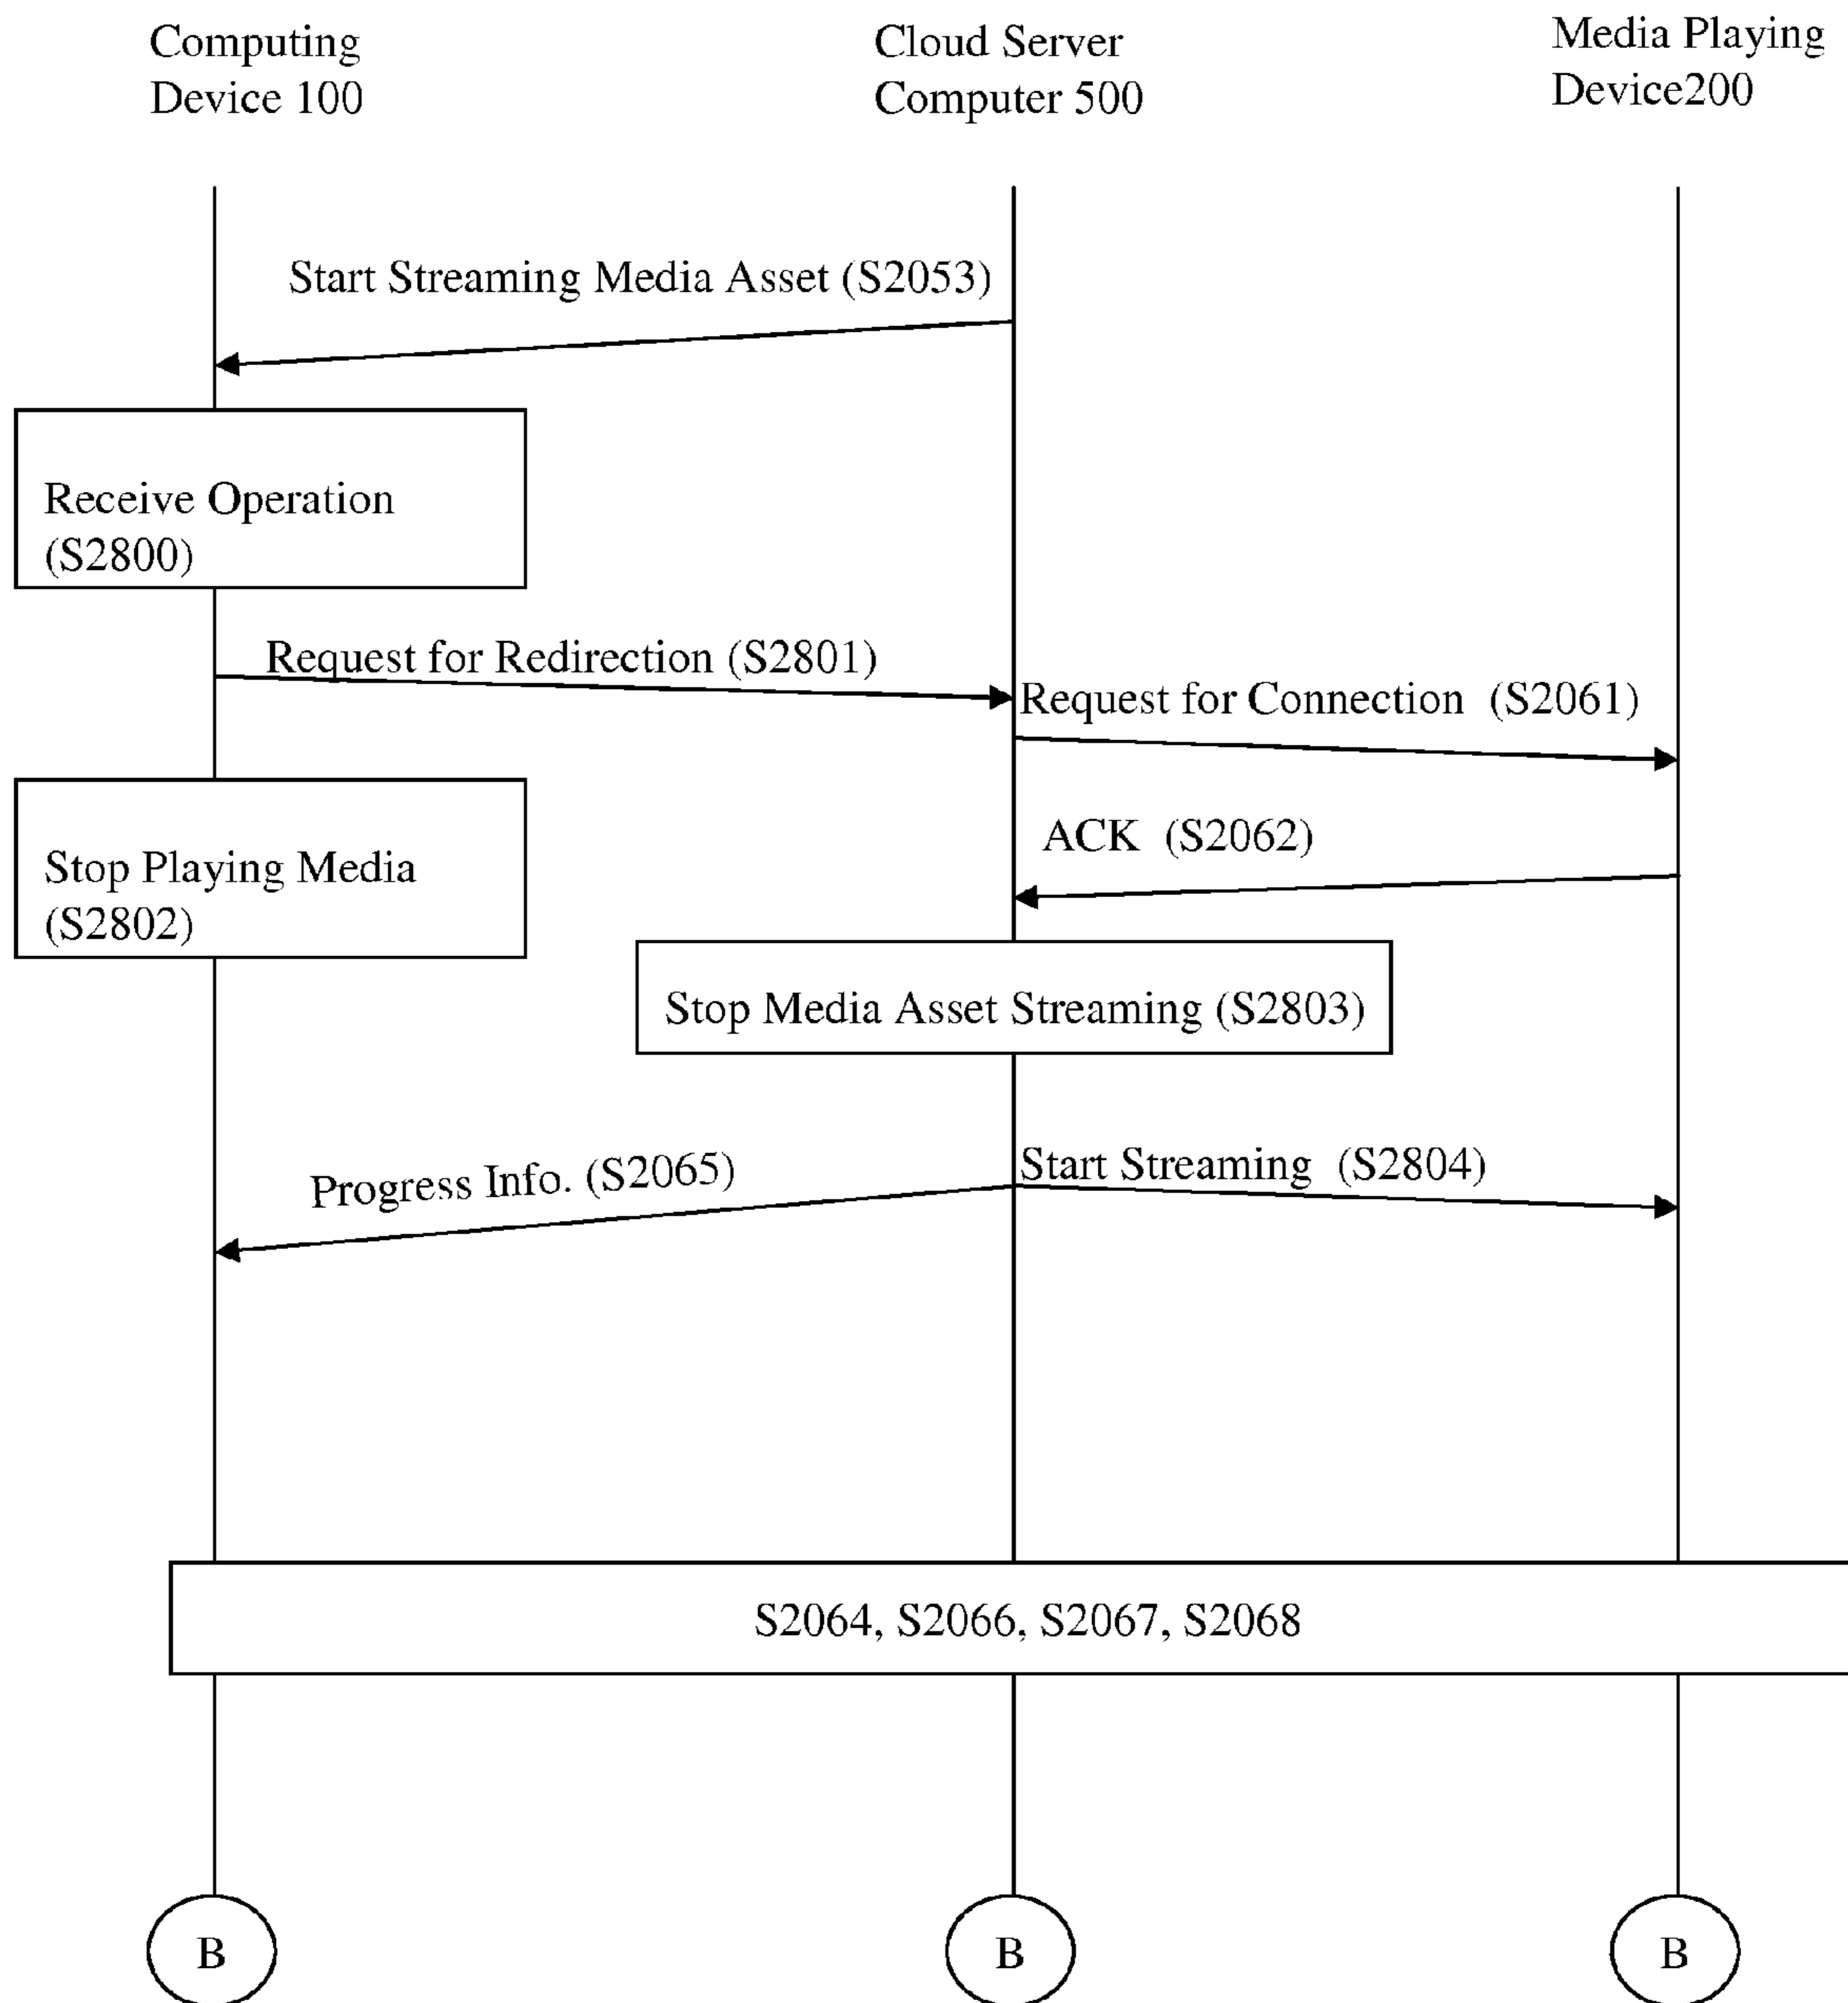 Computing
Device 100
Cloud Server
Computer 500
Media Playing
Device200
Start Streaming Media Asset (S2053)
Receive Operation
(S2800)
Request for Redirection (S2801)
Request for Connection (S2061)
ACK (S2062)
Stop Playing Media
(S2802)
Stop Media Asset Streaming (S2803)
Progress Info. (S2065)
Start Streaming (S2804)
S2064, S2066, S2067, S2068
B
B
B